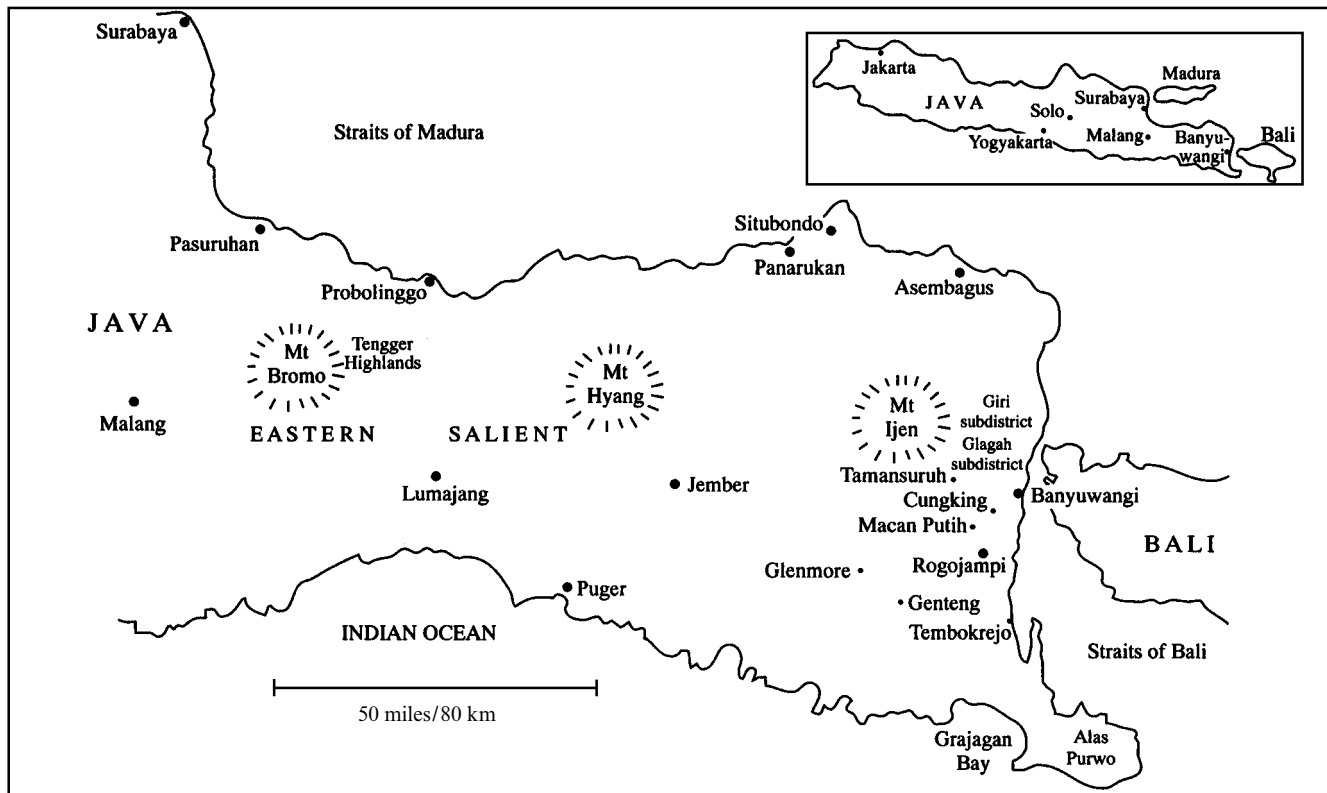 Surabaya
Straits of Madura
Jakarta
JAVA
Solo
Yogyakarta
Surabaya
Madura
Malang
Banyu-
wangi
Bali
Pasuruhan
Probolinggo
Situbondo
Panarukan
Asembagus
JAVA
Mt
Bromo
Tengger
Highlands
Mt
Hyang
Mt
Ijen
Giri
subdistrict
Glagah
subdistrict
Malang
EASTERN SALIENT
Lumajang
Jember
Tamansuruh
Cungking
Banyuwangi
Macan Putih
BALI
Rogojampi
Glenmore
Puger
Genteng
Tembokrejo
INDIAN OCEAN
Straits of Bali
50 miles/80 km
Grajagan
Bay
Alas
Purwo